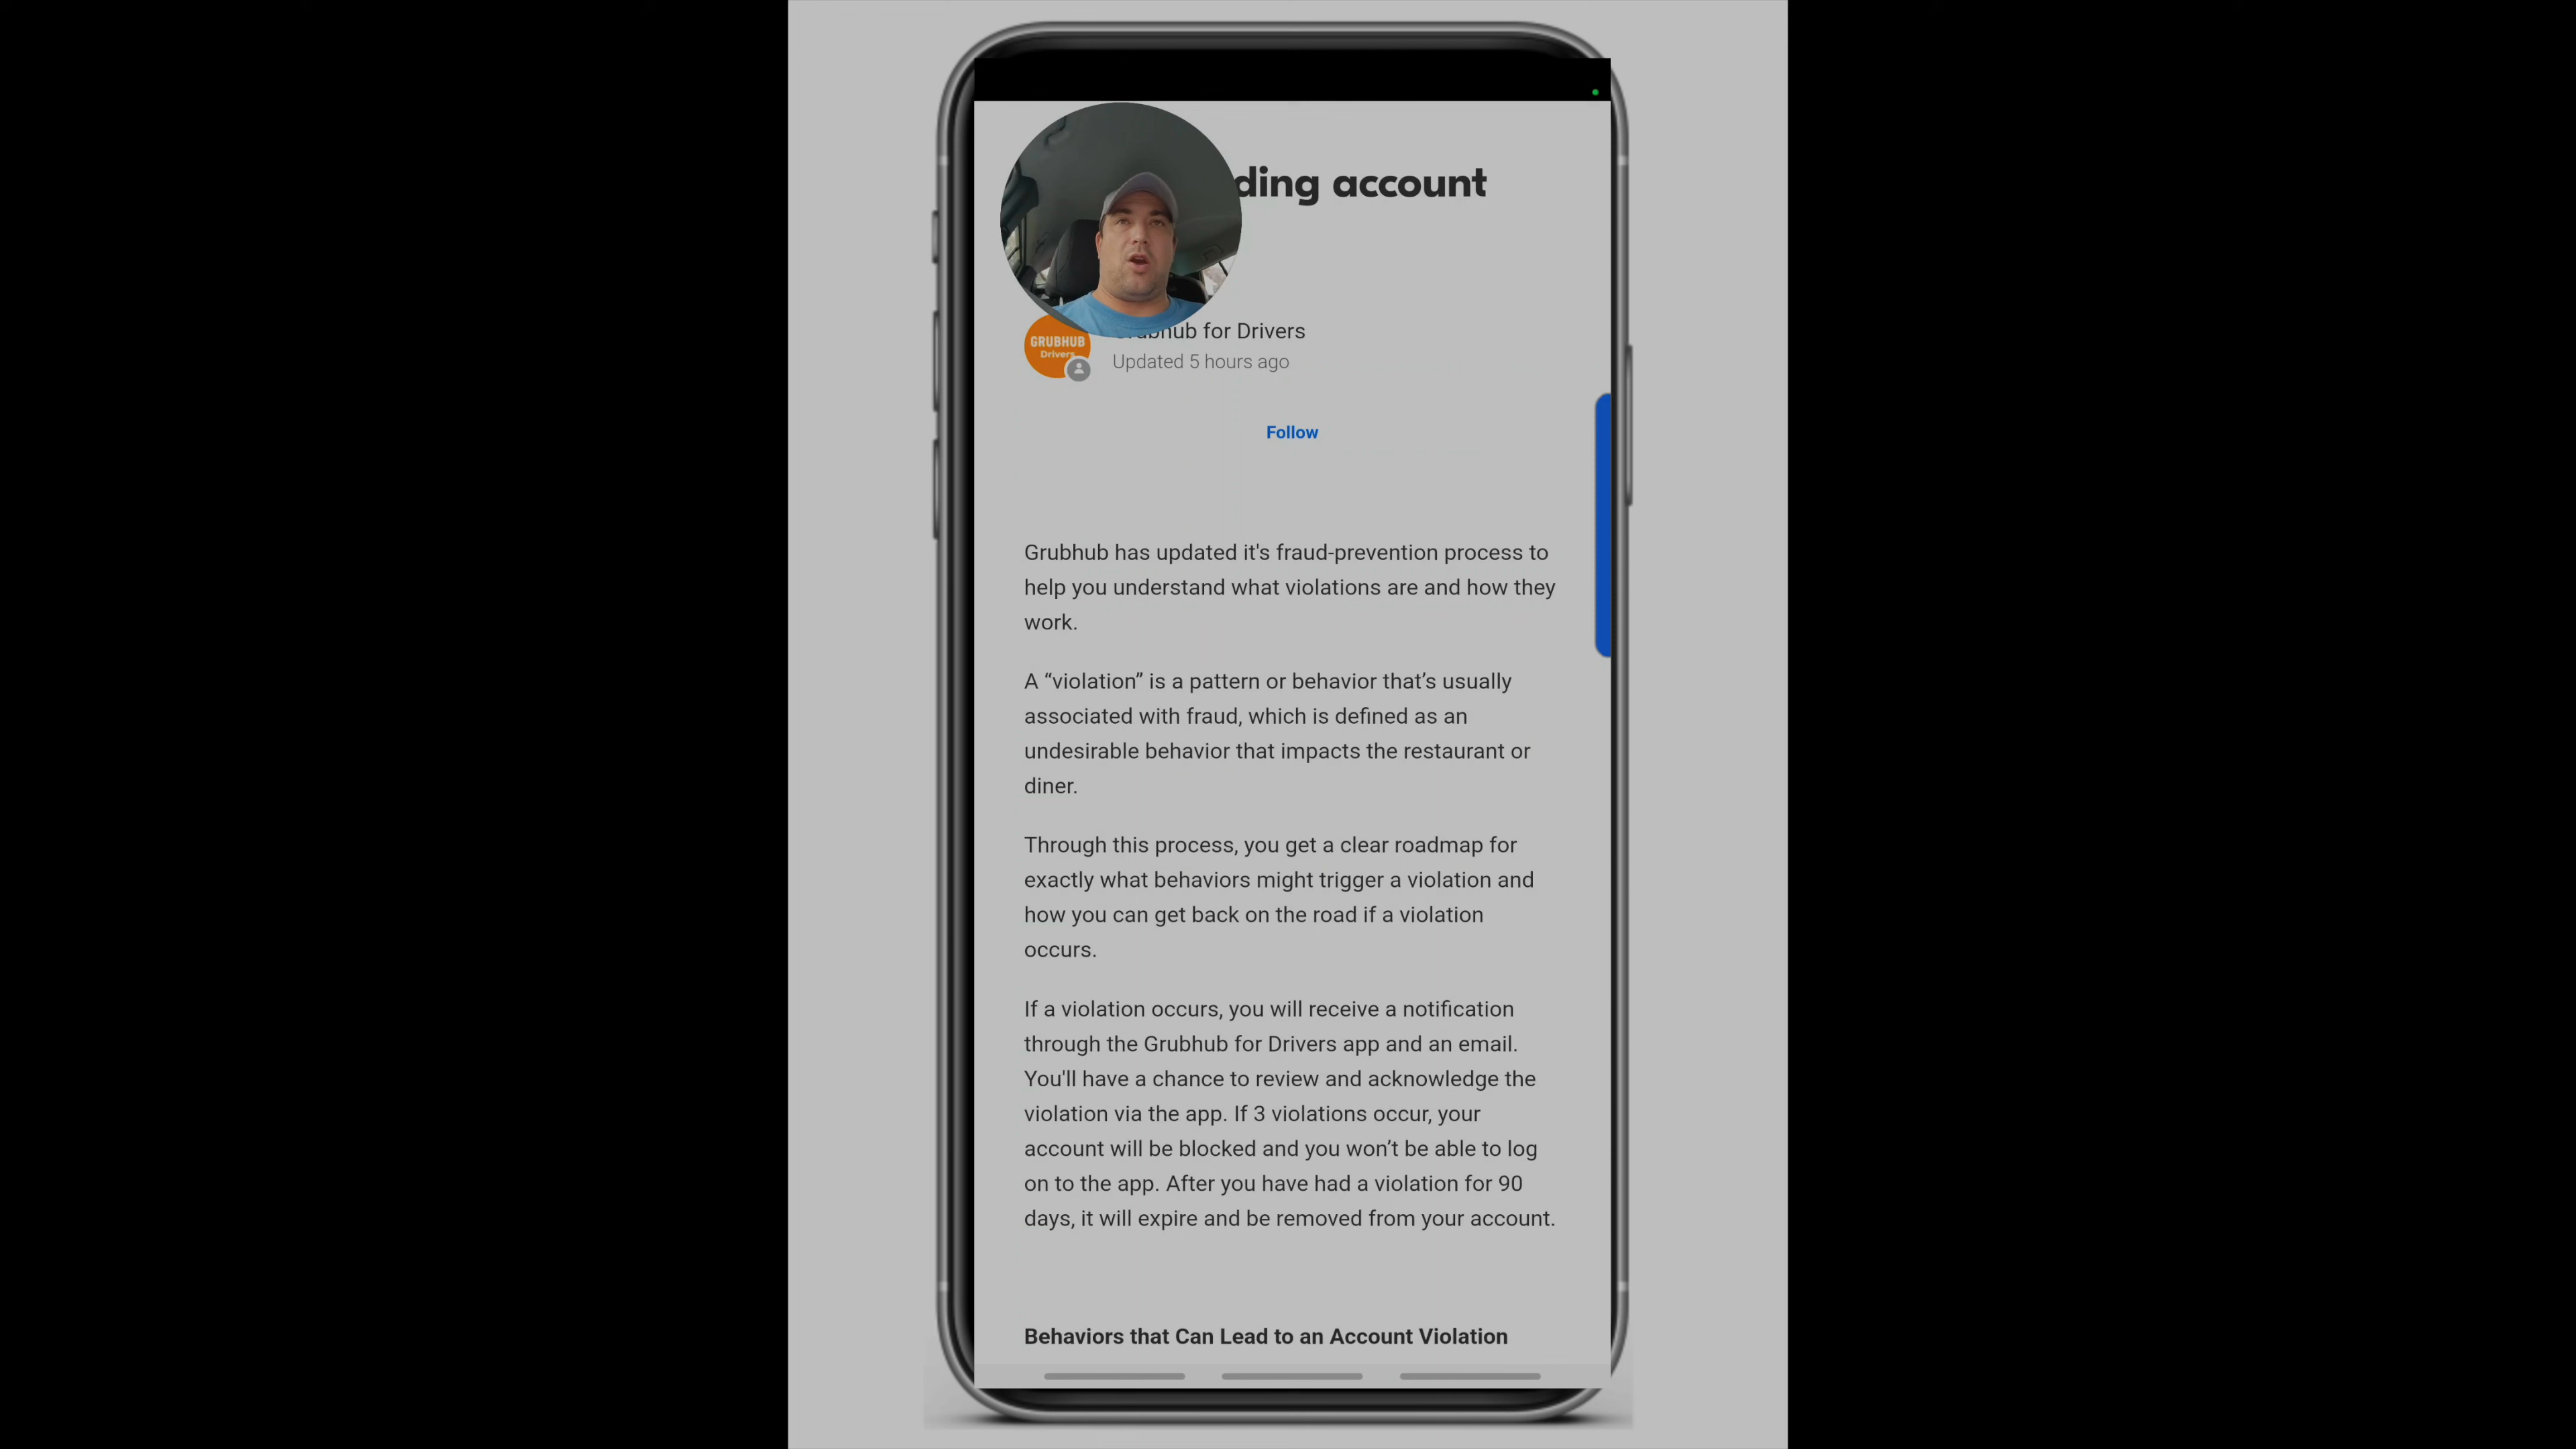 ding account
GRUBHUB
Drivers
Grubhub for Drivers
Updated 5 hours ago
Follow
Grubhub has updated it's fraud-prevention process to
help you understand what violations are and how they
work.
A “violation” is a pattern or behavior that’s usually
associated with fraud, which is defined as an
undesirable behavior that impacts the restaurant or
diner.
Through this process, you get a clear roadmap for
exactly what behaviors might trigger a violation and
how you can get back on the road if a violation
occurs.
If a violation occurs, you will receive a notification
through the Grubhub for Drivers app and an email.
You'll have a chance to review and acknowledge the
violation via the app. If 3 violations occur, your
account will be blocked and you won’t be able to log
on to the app. After you have had a violation for 90
days, it will expire and be removed from your account.
Behaviors that Can Lead to an Account Violation